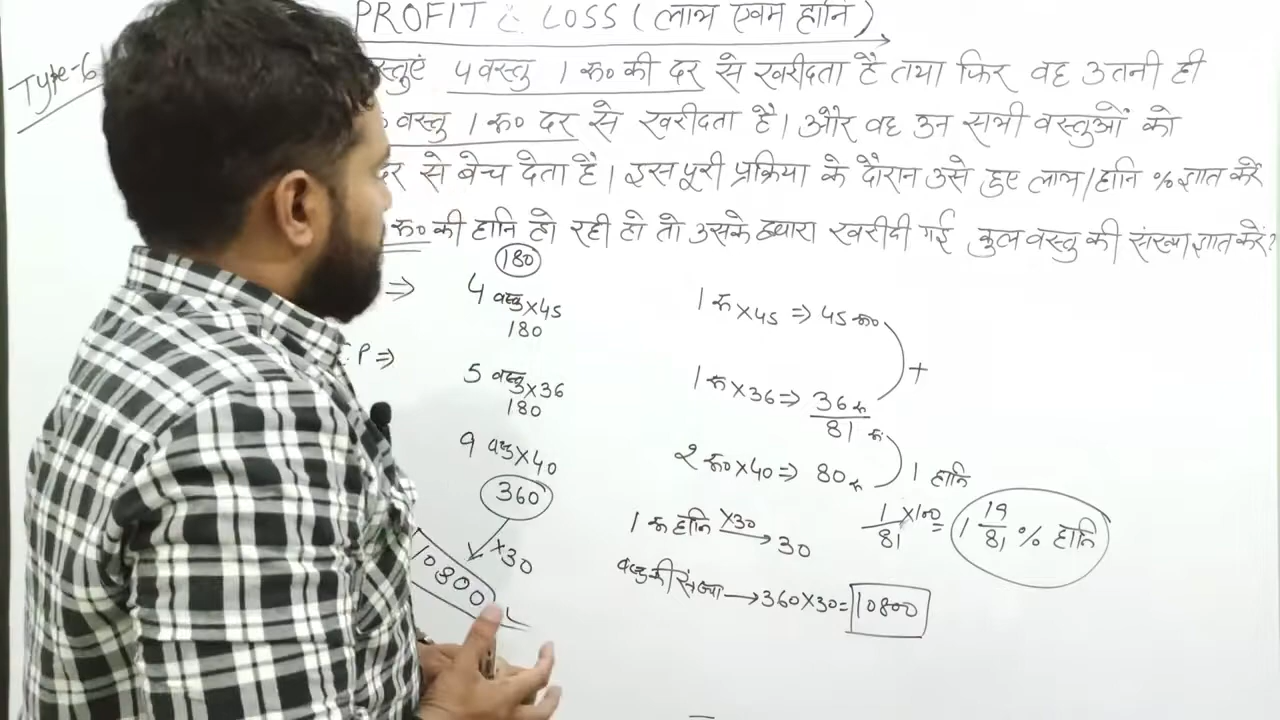 PROFIT & LOSS (लाभ एवम हानि)
Type-6
वस्तुएं 4 वस्तु 1 रू० की दर से खरीदता है तथा फिर वह उतनी ही
वस्तु 1 रू० दर से खरीदता है। और वह उन सभी वस्तुओं को
से बेच देता है। इस पूरी प्रक्रिया के दौरान उसे हुए लाभ/हानि % ज्ञात करें
रू० की हानि हो रही हो तो उसके द्वारा खरीदी गई कुल वस्तु की संख्या ज्ञात करें?
180
⇒ 4 वस्तु×45
180
1 रू×45 ⇒ 45 रू०
CP ⇒
5 वस्तु×36
180
1 रू×36 ⇒ 36 रू
+
81 रू
9 वस्तु×40
360
2 रू०×40 ⇒ 80 रू
1 हानि
×30
10800
1 रू हानि ×30 → 30
1/81 ×100 = 1 19/81 % हानि
वस्तु की संख्या → 360×30= 10800